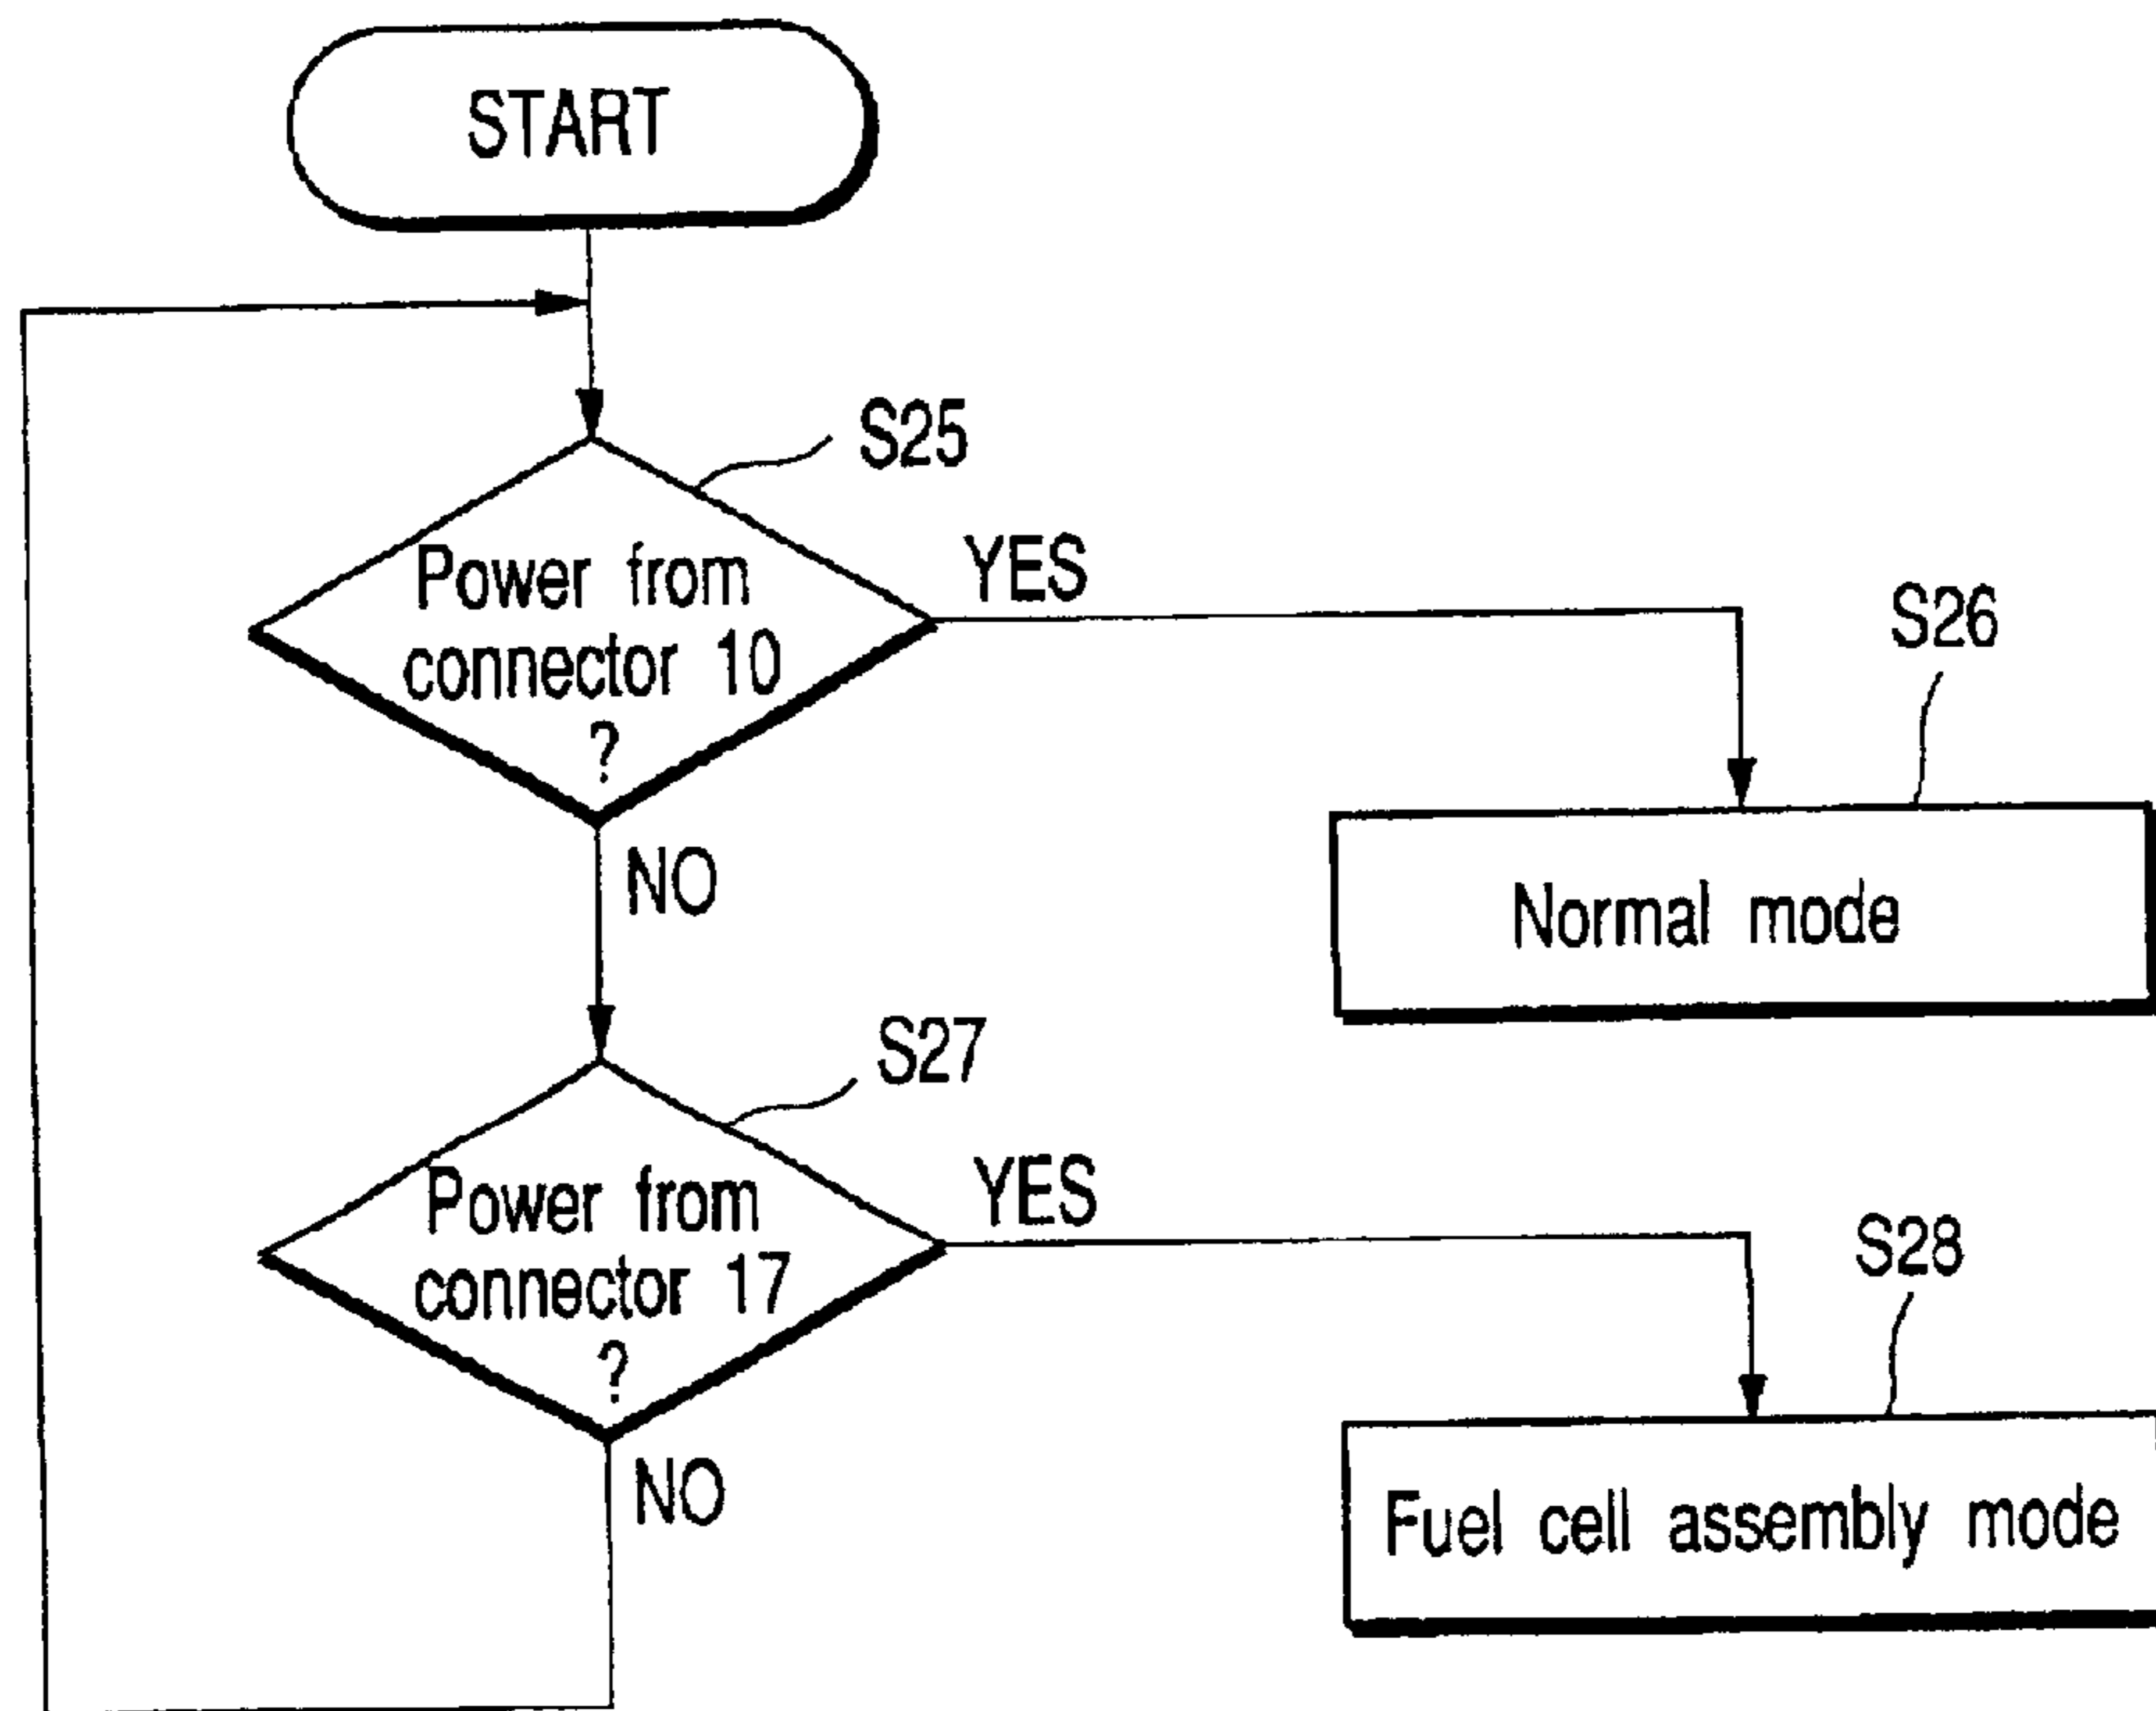 START
S25
Power from
connector 10
?
YES
S26
Normal mode
NO
S27
Power from
connector 17
?
YES
S28
Fuel cell assembly mode
NO